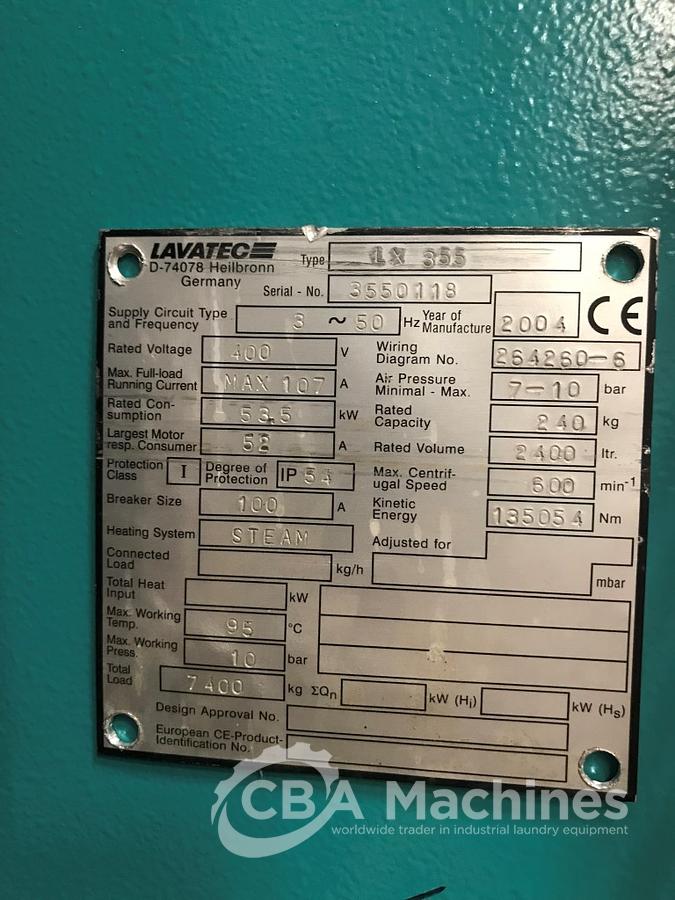 LAVATEC
D-74078 Heilbronn
Germany
Type LX 355
Serial - No. 3550118
Supply Circuit Type and Frequency 3 ~ 50 Hz
Year of Manufacture 2004 CE
Rated Voltage 400 V
Wiring Diagram No. 264260-6
Max. Full-load Running Current MAX 107 A
Air Pressure Minimal - Max. 7-10 bar
Rated Con-sumption 53.5 kW
Rated Capacity 240 kg
Largest Motor resp. Consumer 52 A
Rated Volume 2400 ltr.
Protection Class I Degree of Protection IP 54
Max. Centrif-ugal Speed 600 min⁻¹
Breaker Size 100 A
Kinetic Energy 135054 Nm
Heating System STEAM
Adjusted for mbar
Connected Load kg/h
Total Heat Input kW
Max. Working Temp. 95 °C
Max. Working Press. 10 bar
Total Load 7400 kg ΣQn kW (Hi) kW (Hs)
Design Approval No.
European CE-Product-
Identification No.
CBA Machines
worldwide trader in industrial laundry equipment